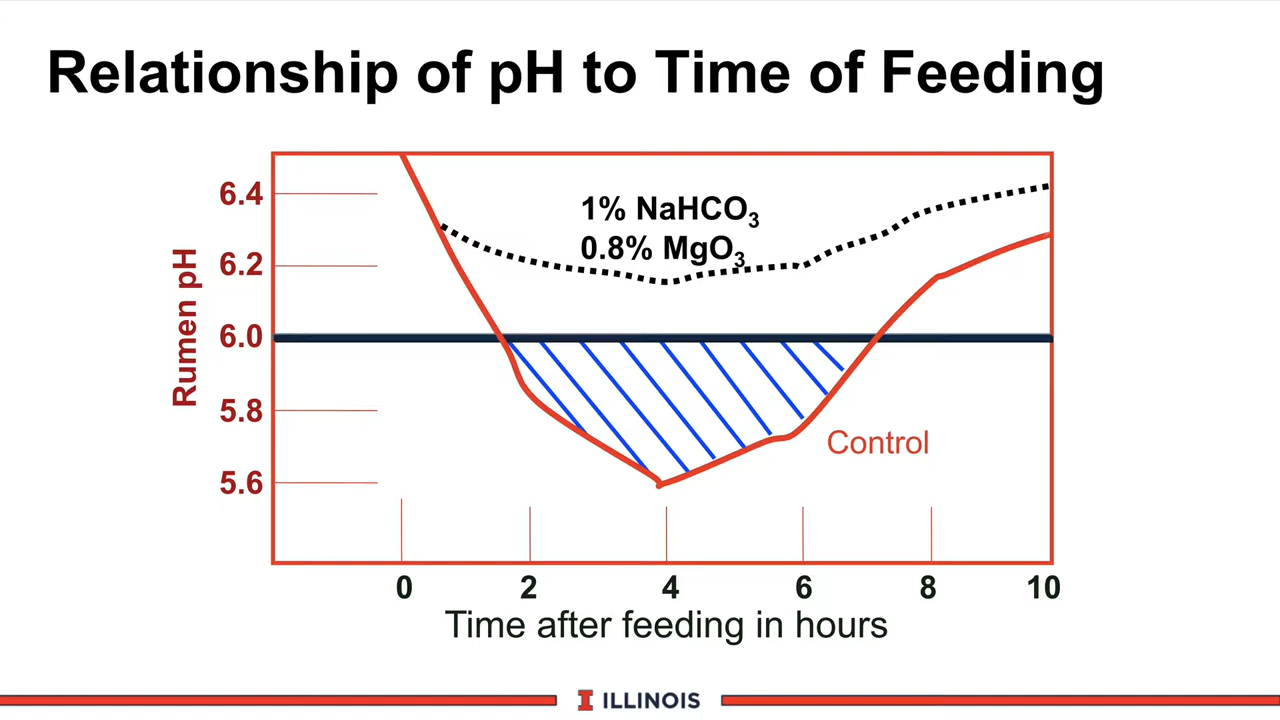 Relationship of pH to Time of Feeding
1% NaHCO₃
0.8% MgO₃
Rumen pH
6.4
6.2
6.0
5.8
5.6
Control
0 2 4 6 8 10
Time after feeding in hours
I ILLINOIS